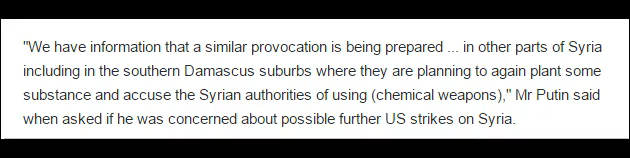 "We have information that a similar provocation is being prepared ... in other parts of Syria
including in the southern Damascus suburbs where they are planning to again plant some
substance and accuse the Syrian authorities of using (chemical weapons)," Mr Putin said
when asked if he was concerned about possible further US strikes on Syria.